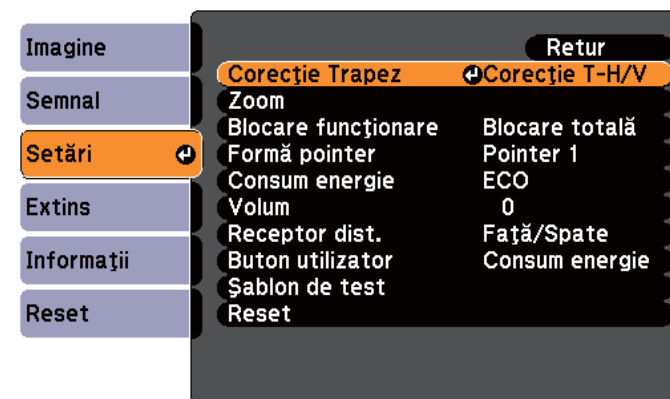 Imagine
Semnal
Setări
Extins
Informaţii
Reset
Retur
Corecţie Trapez Corecţie T-H/V
Zoom
Blocare funcţionare Blocare totală
Formă pointer Pointer 1
Consum energie ECO
Volum 0
Receptor dist. Faţă/Spate
Buton utilizator Consum energie
Şablon de test
Reset